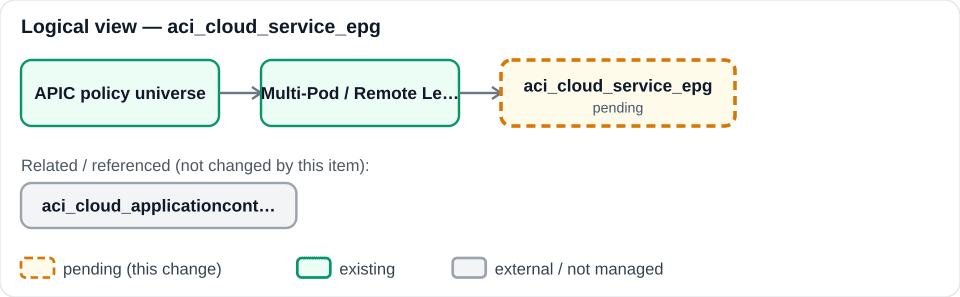 Logical view — aci_cloud_service_epg
APIC policy universe
Multi-Pod / Remote Le…
aci_cloud_service_epg
pending
Related / referenced (not changed by this item):
aci_cloud_applicationcont…
pending (this change)
existing
external / not managed